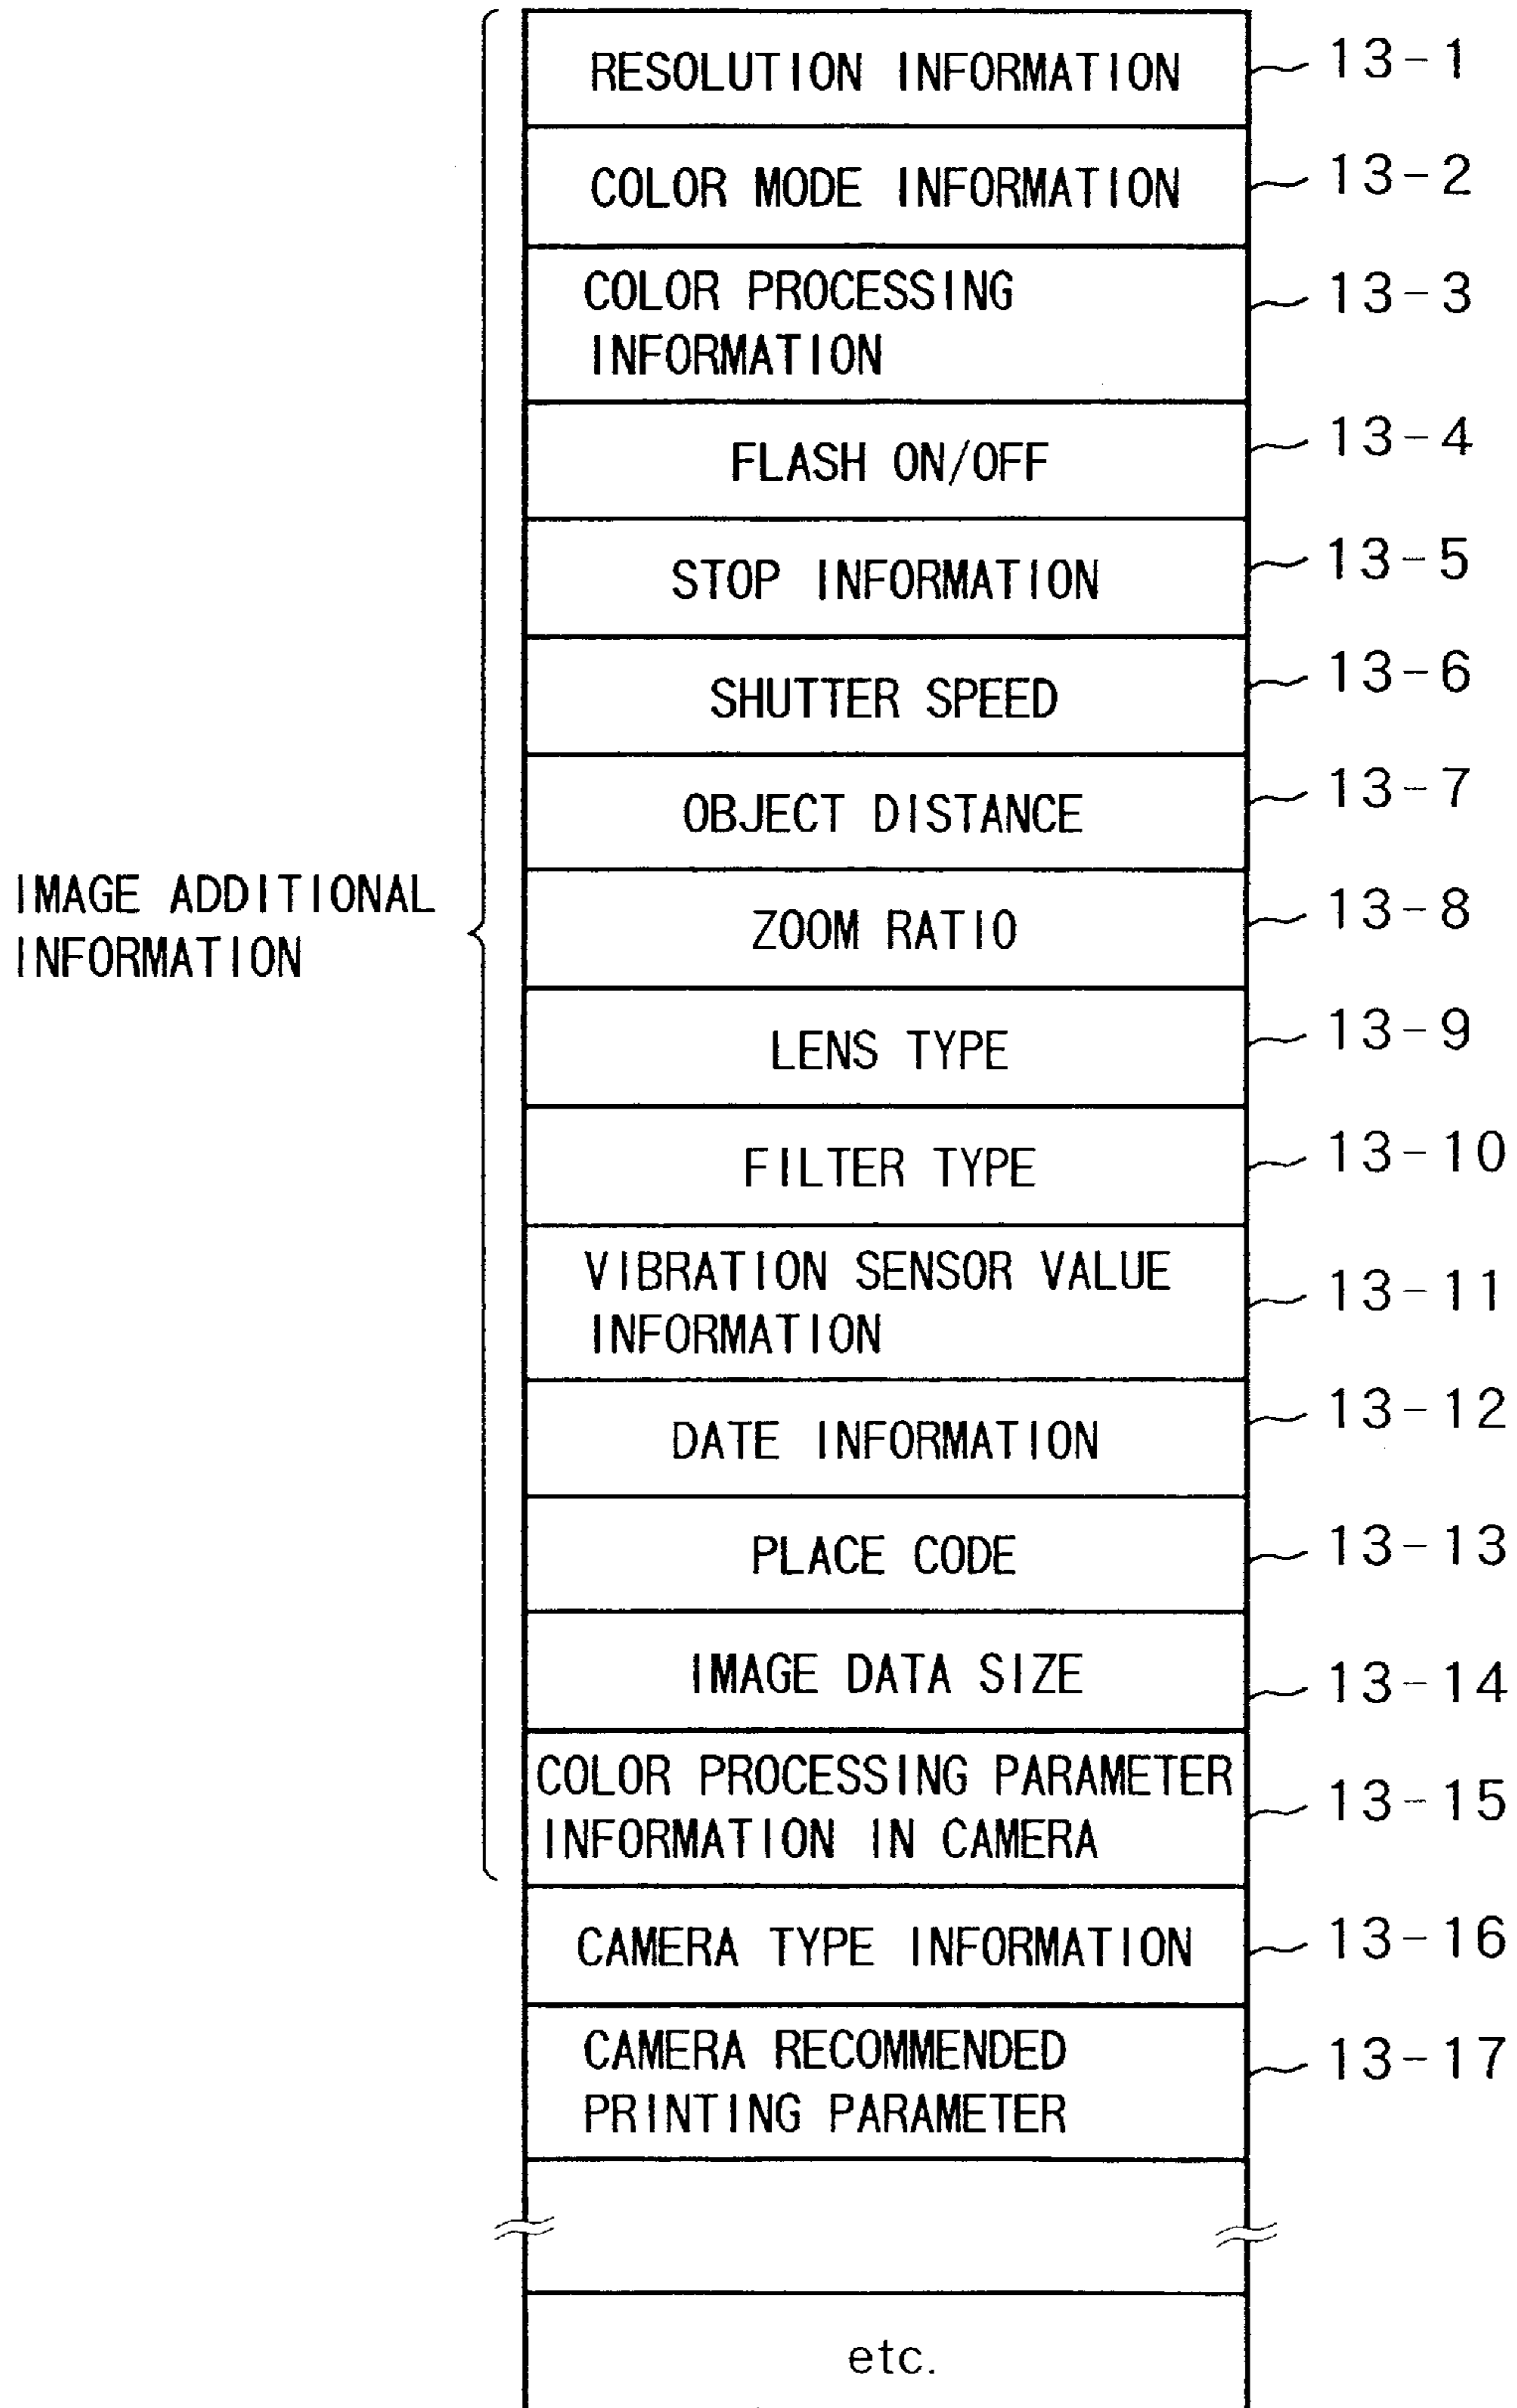 RESOLUTION INFORMATION 13-1
COLOR MODE INFORMATION 13-2
COLOR PROCESSING
INFORMATION 13-3
FLASH ON/OFF 13-4
STOP INFORMATION 13-5
SHUTTER SPEED 13-6
OBJECT DISTANCE 13-7
IMAGE ADDITIONAL
INFORMATION
ZOOM RATIO 13-8
LENS TYPE 13-9
FILTER TYPE 13-10
VIBRATION SENSOR VALUE
INFORMATION 13-11
DATE INFORMATION 13-12
PLACE CODE 13-13
IMAGE DATA SIZE 13-14
COLOR PROCESSING PARAMETER
INFORMATION IN CAMERA 13-15
CAMERA TYPE INFORMATION 13-16
CAMERA RECOMMENDED
PRINTING PARAMETER 13-17
etc.